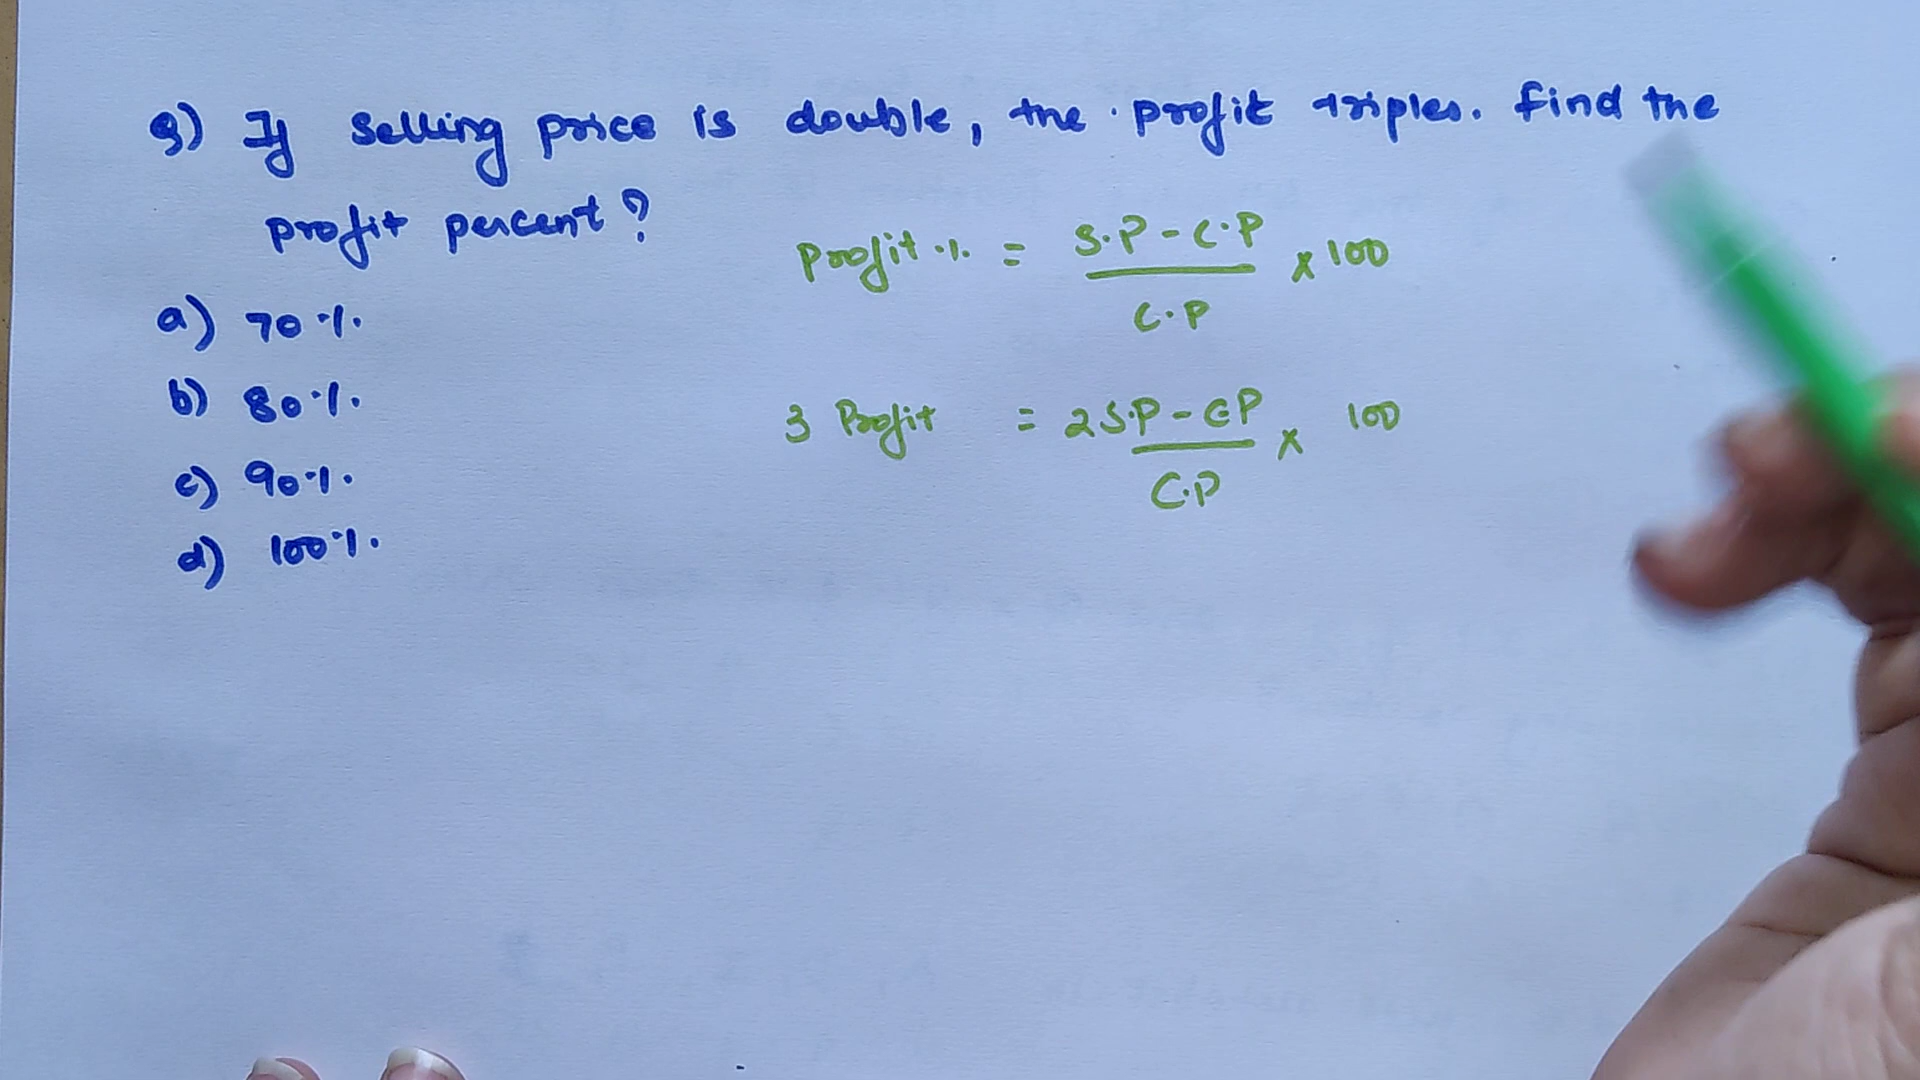 Q) If selling price is double, the profit triples. Find the
profit percent?
Profit % = S.P - C.P / C.P x 100
a) 70%.
b) 80%.
3 Profit = 2S.P - CP / C.P x 100
c) 90%.
d) 100%.